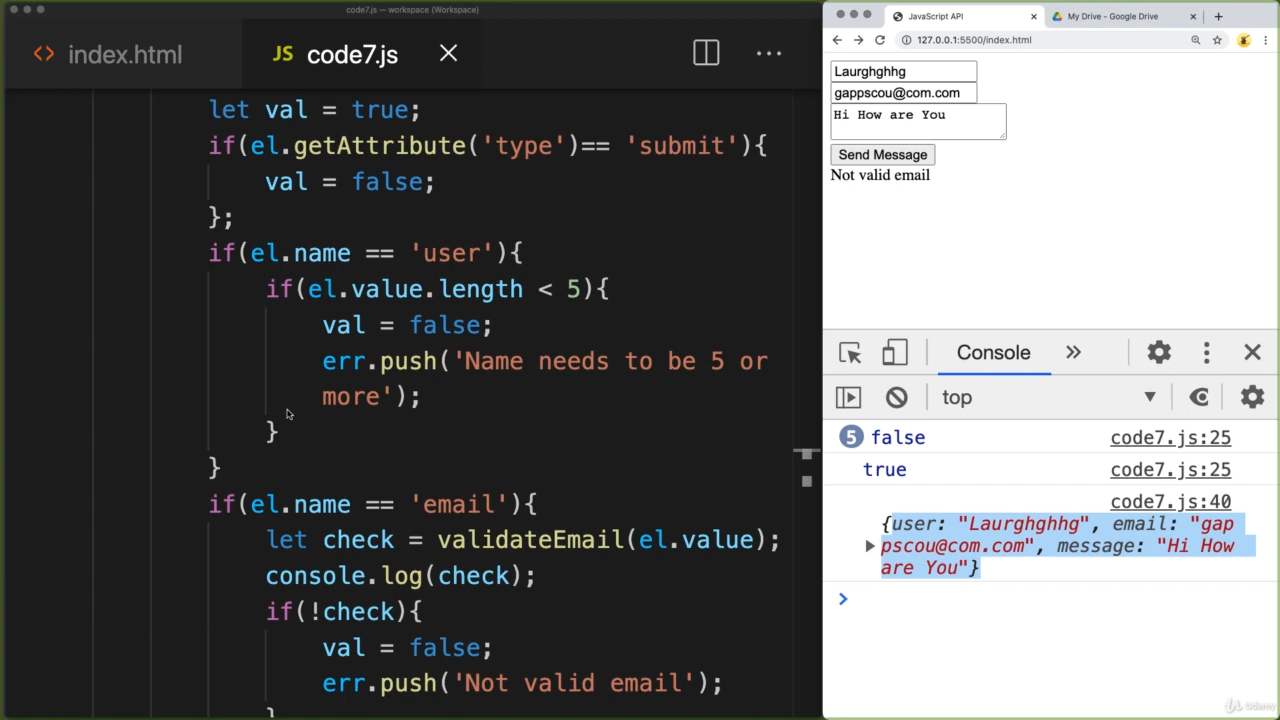 code7.js — workspace (Workspace)
<> index.html
JS code7.js
let val = true;
if(el.getAttribute('type')== 'submit'){
val = false;
};
if(el.name == 'user'){
if(el.value.length < 5){
val = false;
err.push('Name needs to be 5 or
more');
}
}
if(el.name == 'email'){
let check = validateEmail(el.value);
console.log(check);
if(!check){
val = false;
err.push('Not valid email');
}
JavaScript API
My Drive - Google Drive
127.0.0.1:5500/index.html
Laurghghhg
gappscou@com.com
Hi How are You
Send Message
Not valid email
Console
top
5 false code7.js:25
true code7.js:25
code7.js:40
{user: "Laurghghhg", email: "gap
pscou@com.com", message: "Hi How
are You"}
Udemy